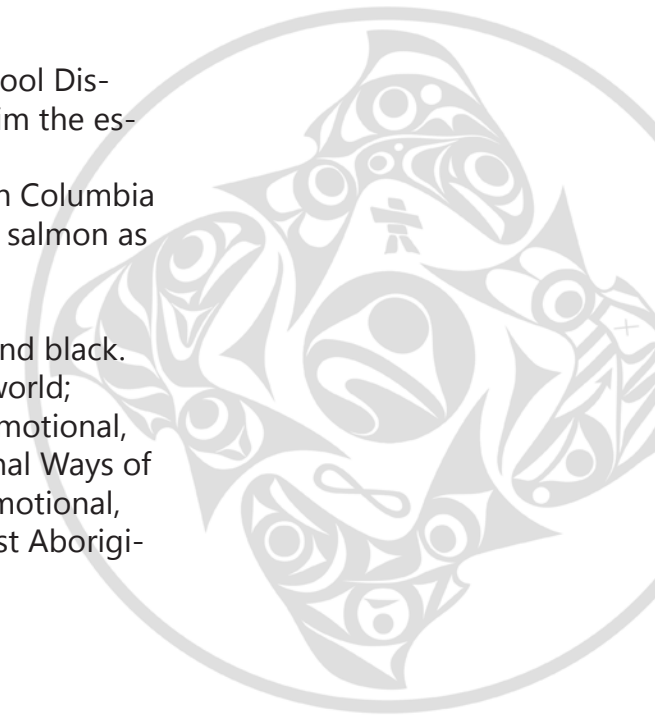 ool Dis-
im the es-
n Columbia
salmon as
nd black.
world;
motional,
nal Ways of
motional,
st Aborigi-